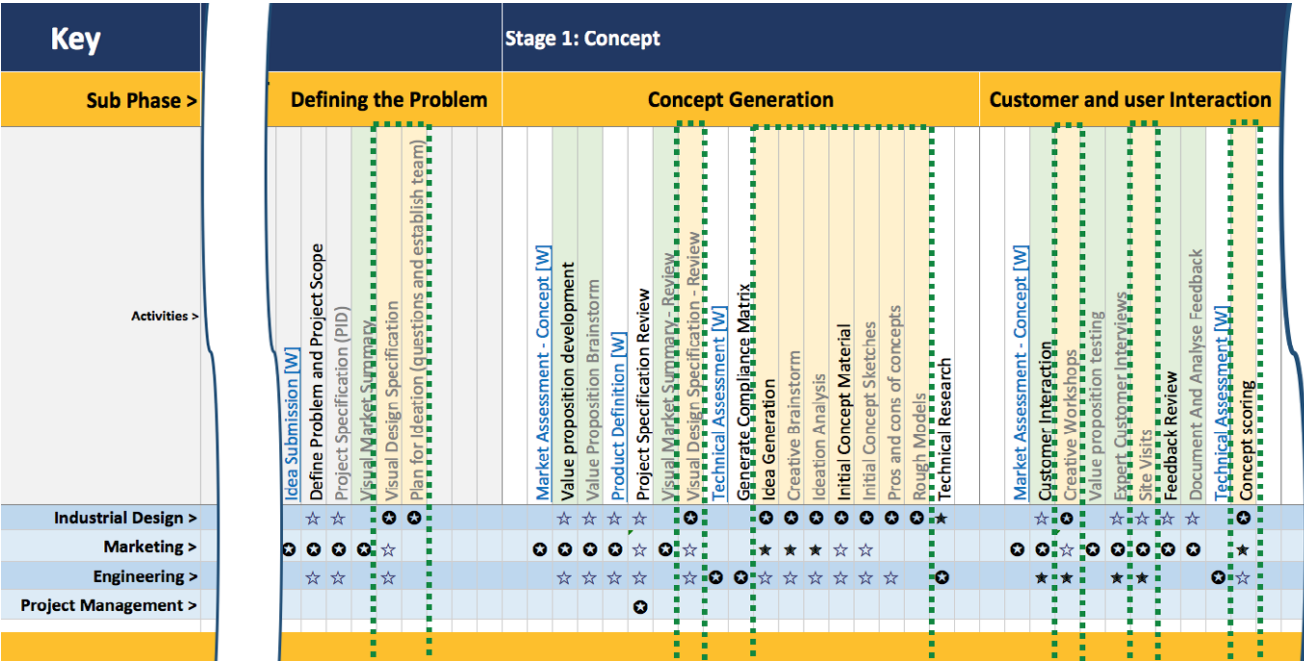 Key
Stage 1: Concept
Sub Phase >
Defining the Problem
Concept Generation
Customer and user Interaction
Activities >
Idea Submission [W]
Define Problem and Project Scope
Project Specification (PID)
Visual Market Summary
Visual Design Specification
Plan for Ideation (questions and establish team)
Market Assessment - Concept [W]
Value proposition development
Value Proposition Brainstorm
Product Definition [W]
Project Specification Review
Visual Market Summary - Review
Visual Design Specification - Review
Technical Assessment [W]
Generate Compliance Matrix
Idea Generation
Creative Brainstorm
Ideation Analysis
Initial Concept Material
Initial Concept Sketches
Pros and cons of concepts
Rough Models
Technical Research
Market Assessment - Concept [W]
Customer Interaction
Creative Workshops
Value proposition testing
Expert Customer Interviews
Site Visits
Feedback Review
Document And Analyse Feedback
Technical Assessment [W]
Concept scoring
Industrial Design >
Marketing >
Engineering >
Project Management >